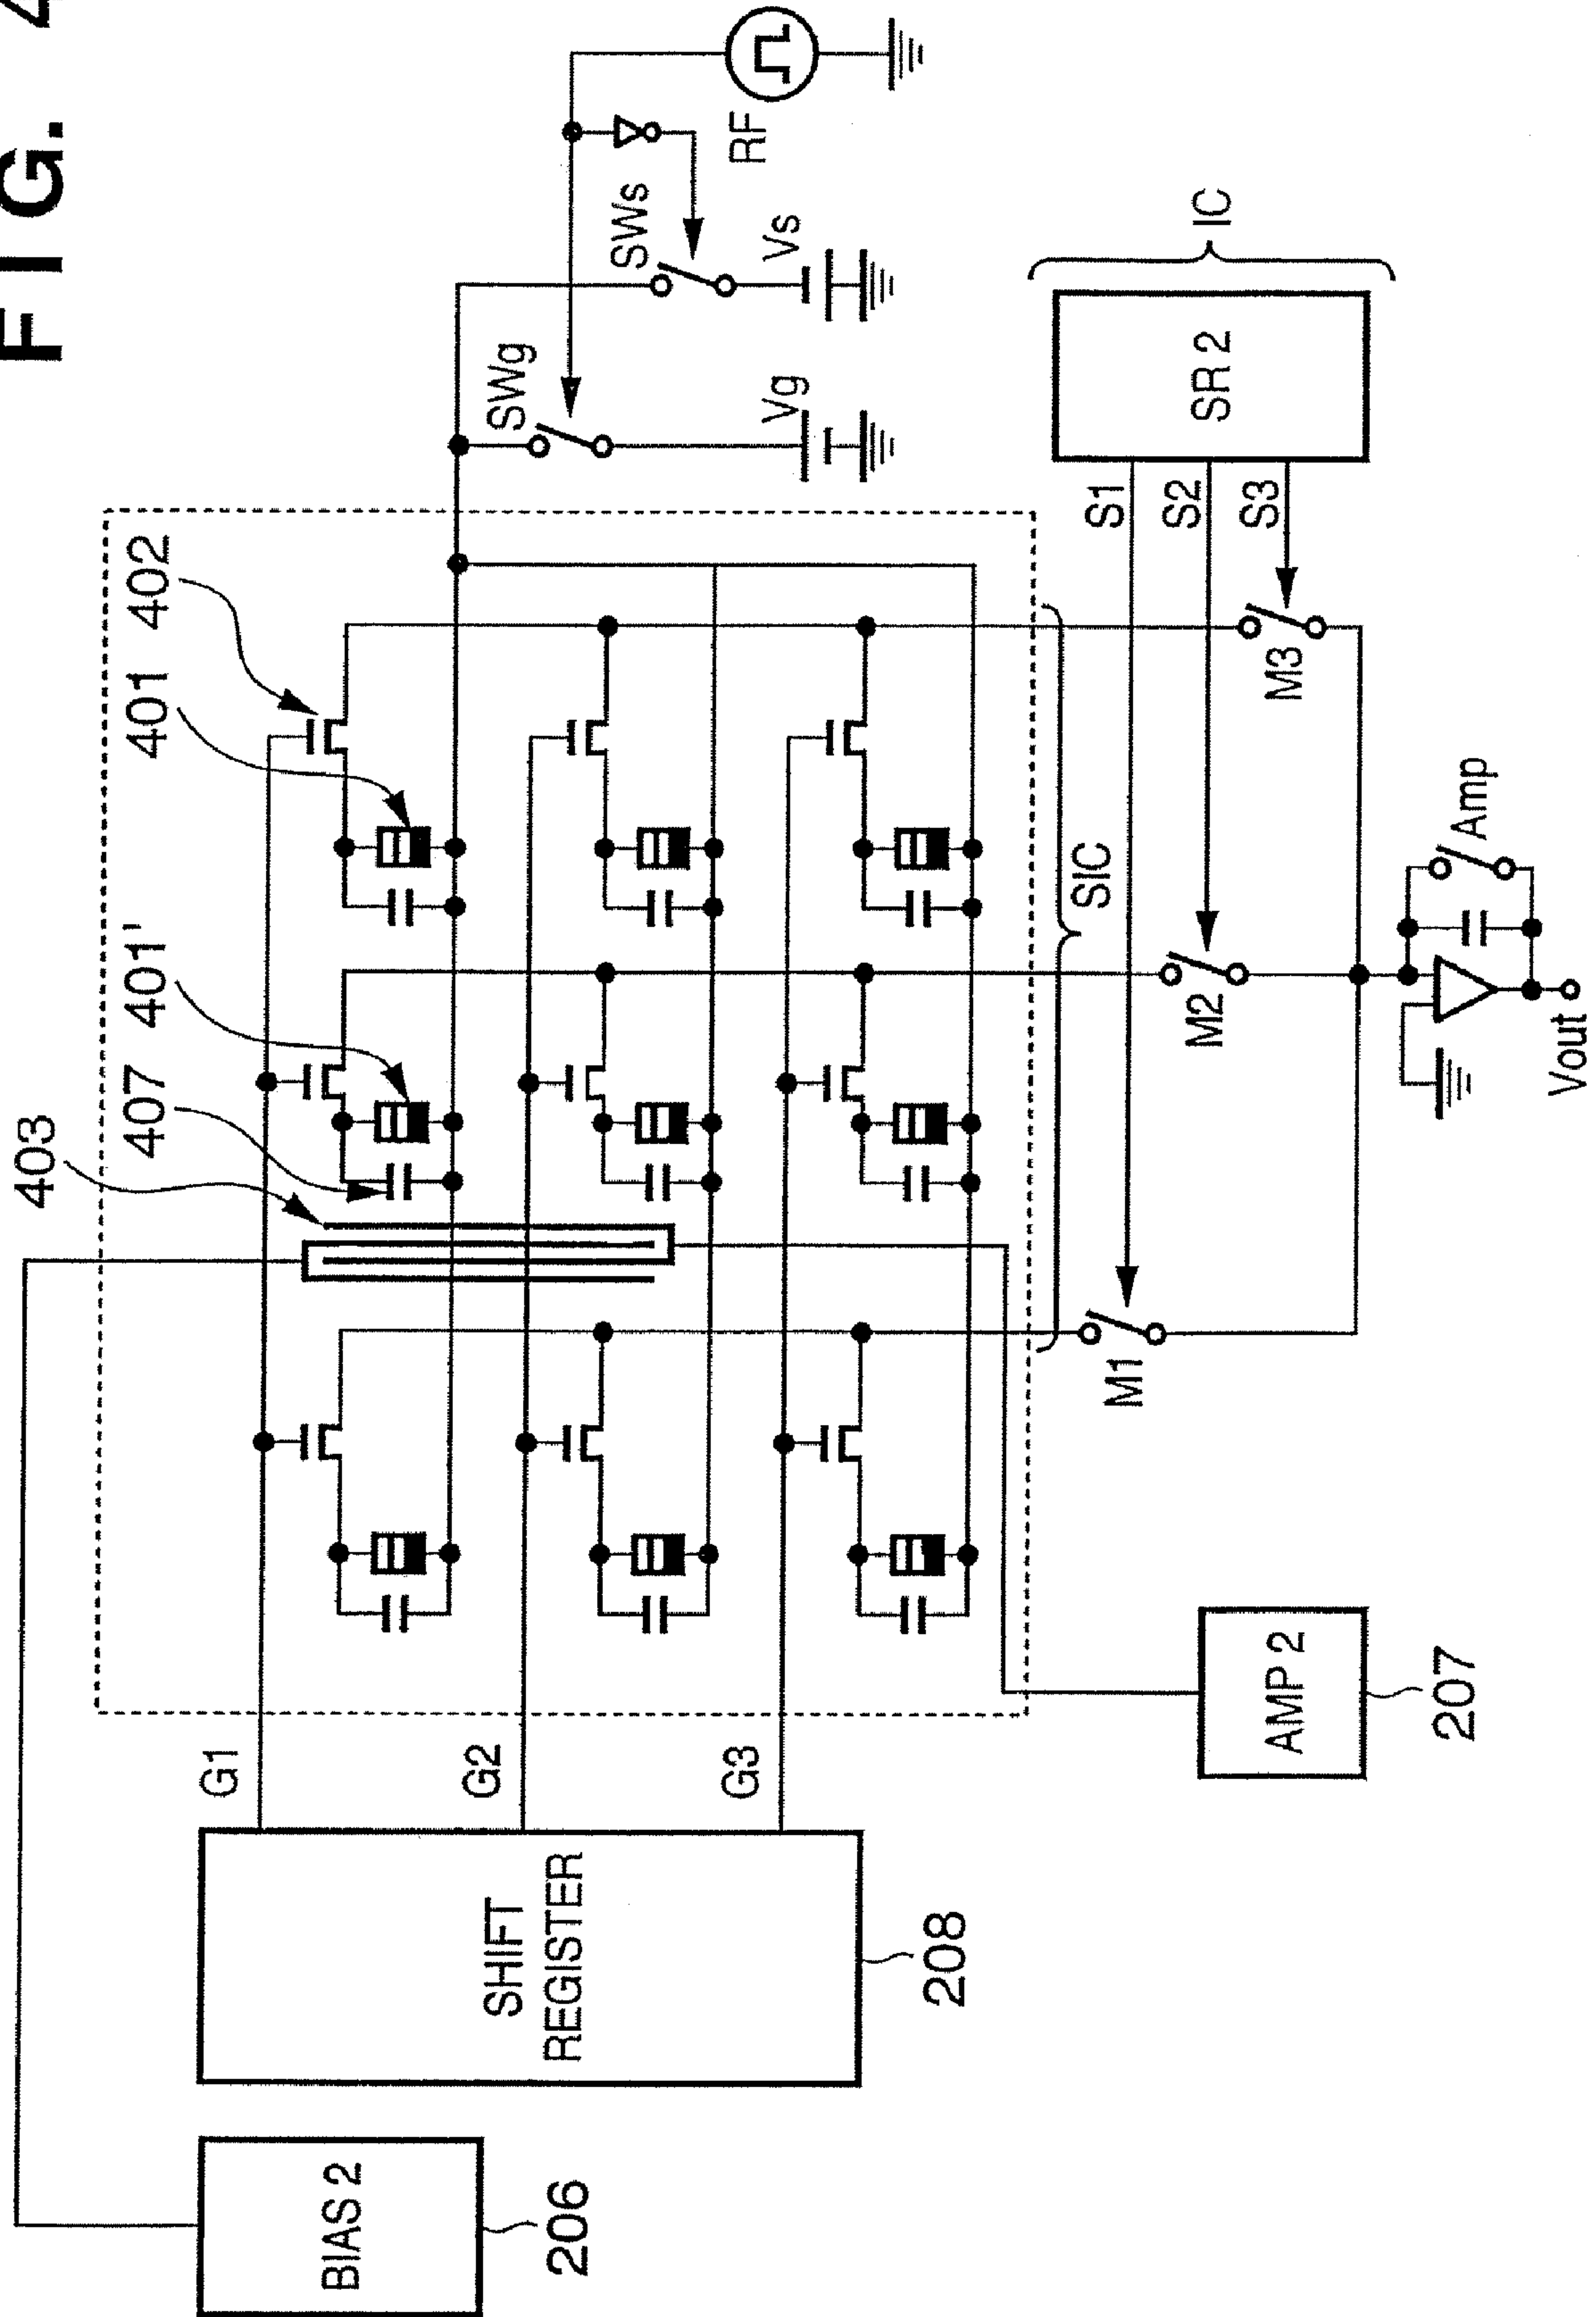 FIG. 4
403
407
401'
401
402
BIAS 2
206
SHIFT
REGISTER
208
G1
G2
G3
AMP 2
207
SWg
SWs
RF
Vg
Vs
SIC
S1
S2
S3
SR 2
IC
M1
M2
M3
Amp
Vout